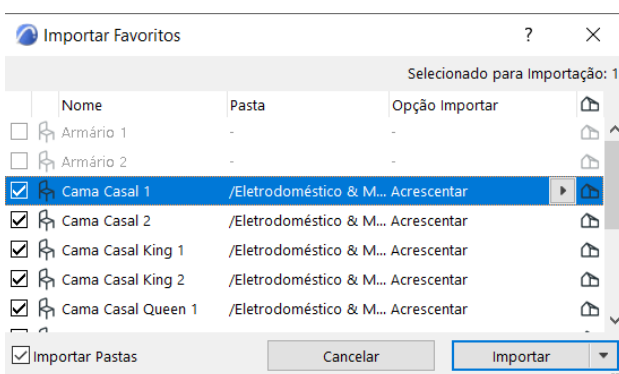 Importar Favoritos ?
Selecionado para Importação: 1
Nome Pasta Opção Importar
Armário 1 - -
Armário 2 - -
Cama Casal 1 /Eletrodoméstico & M... Acrescentar
Cama Casal 2 /Eletrodoméstico & M... Acrescentar
Cama Casal King 1 /Eletrodoméstico & M... Acrescentar
Cama Casal King 2 /Eletrodoméstico & M... Acrescentar
Cama Casal Queen 1 /Eletrodoméstico & M... Acrescentar
Importar Pastas Cancelar Importar